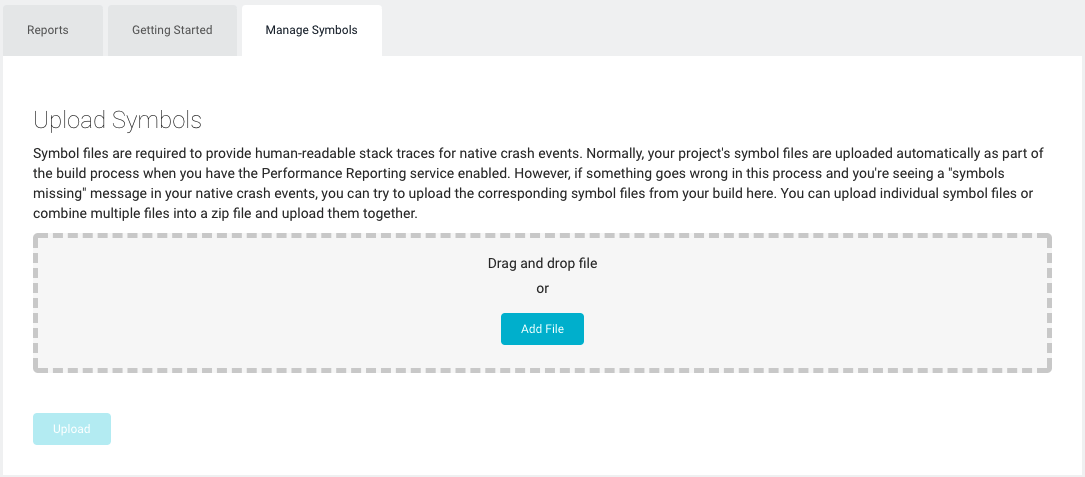 Reports
Getting Started
Manage Symbols
Upload Symbols
Symbol files are required to provide human-readable stack traces for native crash events. Normally, your project's symbol files are uploaded automatically as part of
the build process when you have the Performance Reporting service enabled. However, if something goes wrong in this process and you're seeing a "symbols
missing" message in your native crash events, you can try to upload the corresponding symbol files from your build here. You can upload individual symbol files or
combine multiple files into a zip file and upload them together.
Drag and drop file
or
Add File
Upload